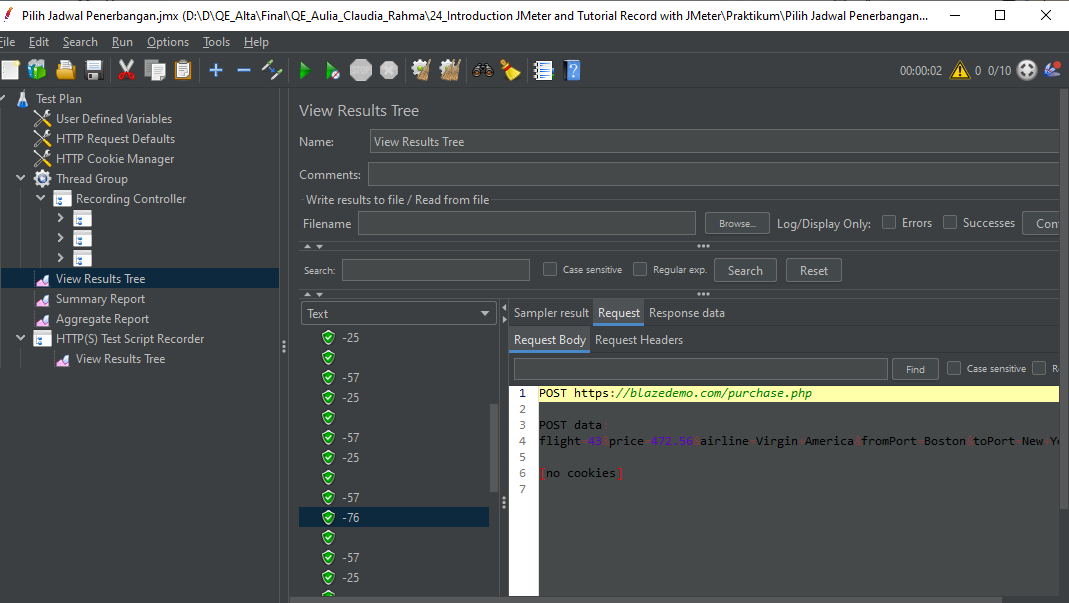 Pilih Jadwal Penerbangan.jmx (D:\D\QE_Alta\Final\QE_Aulia_Claudia_Rahma\24_Introduction JMeter and Tutorial Record with JMeter\Praktikum\Pilih Jadwal Penerbangan...
File Edit Search Run Options Tools Help
00:00:02 0 0/10
Test Plan
User Defined Variables
HTTP Request Defaults
HTTP Cookie Manager
Thread Group
Recording Controller
View Results Tree
Summary Report
Aggregate Report
HTTP(S) Test Script Recorder
View Results Tree
View Results Tree
Name: View Results Tree
Comments:
Write results to file / Read from file
Filename Browse... Log/Display Only: Errors Successes Con
Search: Case sensitive Regular exp. Search Reset
Text
-25
-57
-25
-57
-25
-57
-76
-57
-25
Sampler result Request Response data
Request Body Request Headers
Find Case sensitive
1 POST https://blazedemo.com/purchase.php
2
3 POST data:
4 flight=43&price=472.56&airline=Virgin America&fromPort=Boston&toPort=New Yo
5
6 [no cookies]
7